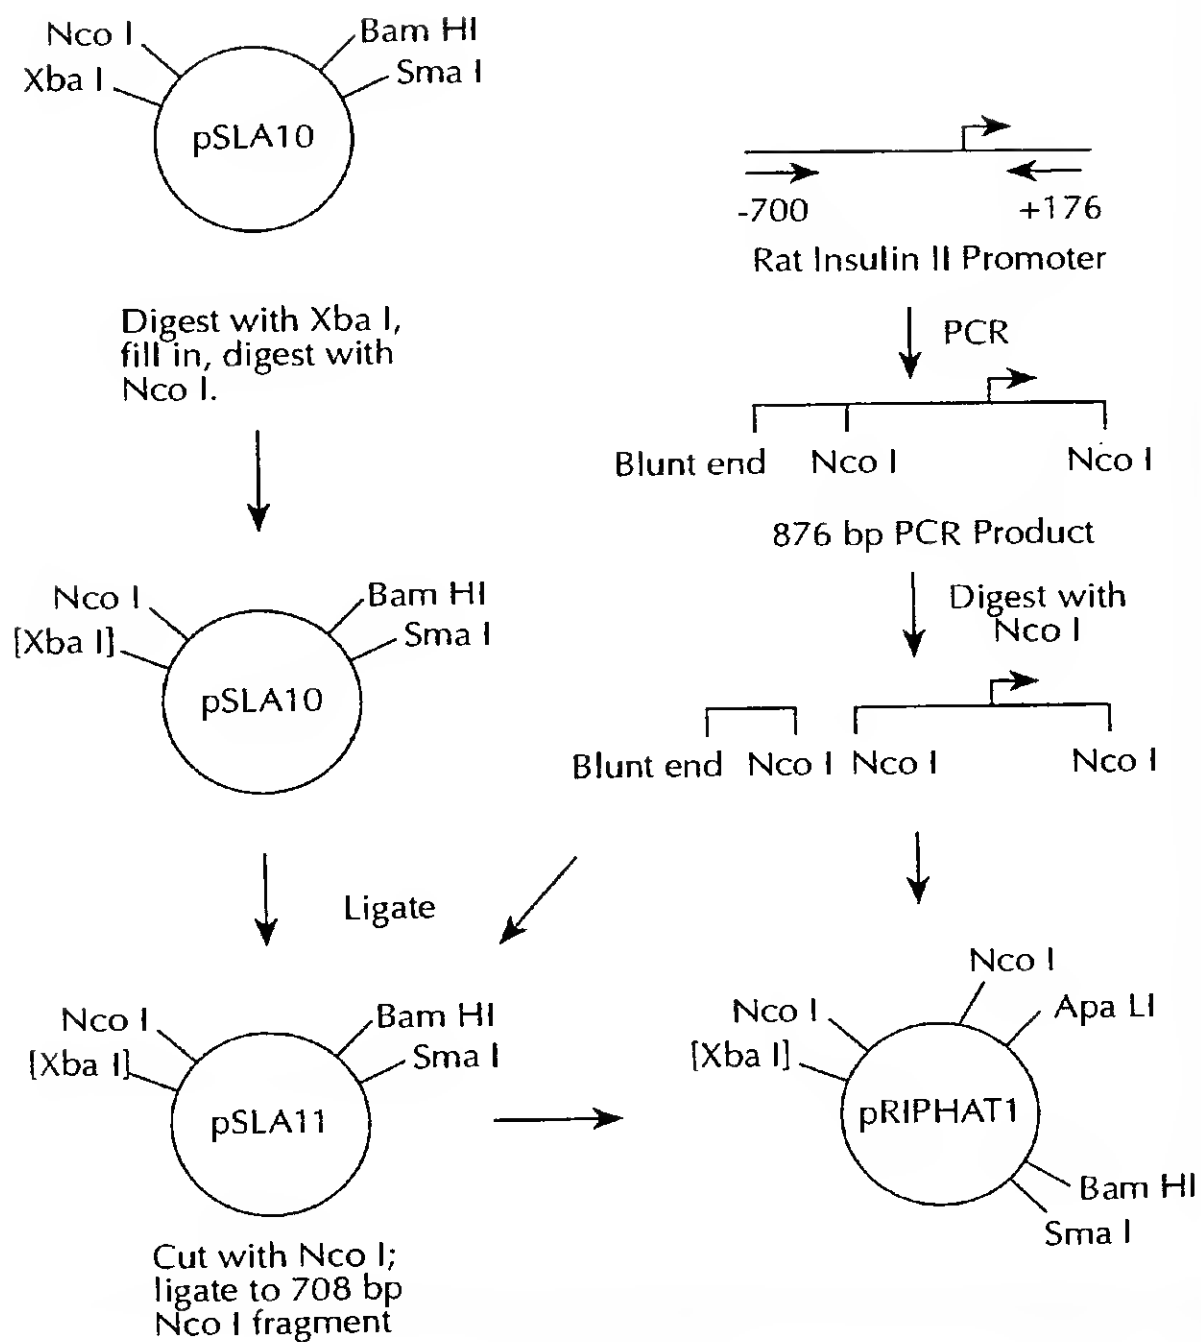 Nco I
Xba I
Bam HI
Sma I
pSLA10
Digest with Xba I,
fill in, digest with
Nco I.
-700
+176
Rat Insulin II Promoter
PCR
Blunt end
Nco I
Nco I
876 bp PCR Product
Digest with
Nco I
Nco I
[Xba I]
Bam HI
Sma I
pSLA10
Blunt end
Nco I
Nco I
Nco I
Ligate
Nco I
[Xba I]
Bam HI
Sma I
pSLA11
Cut with Nco I;
ligate to 708 bp
Nco I fragment
Nco I
[Xba I]
Nco I
Apa LI
pRIPHAT1
Bam HI
Sma I